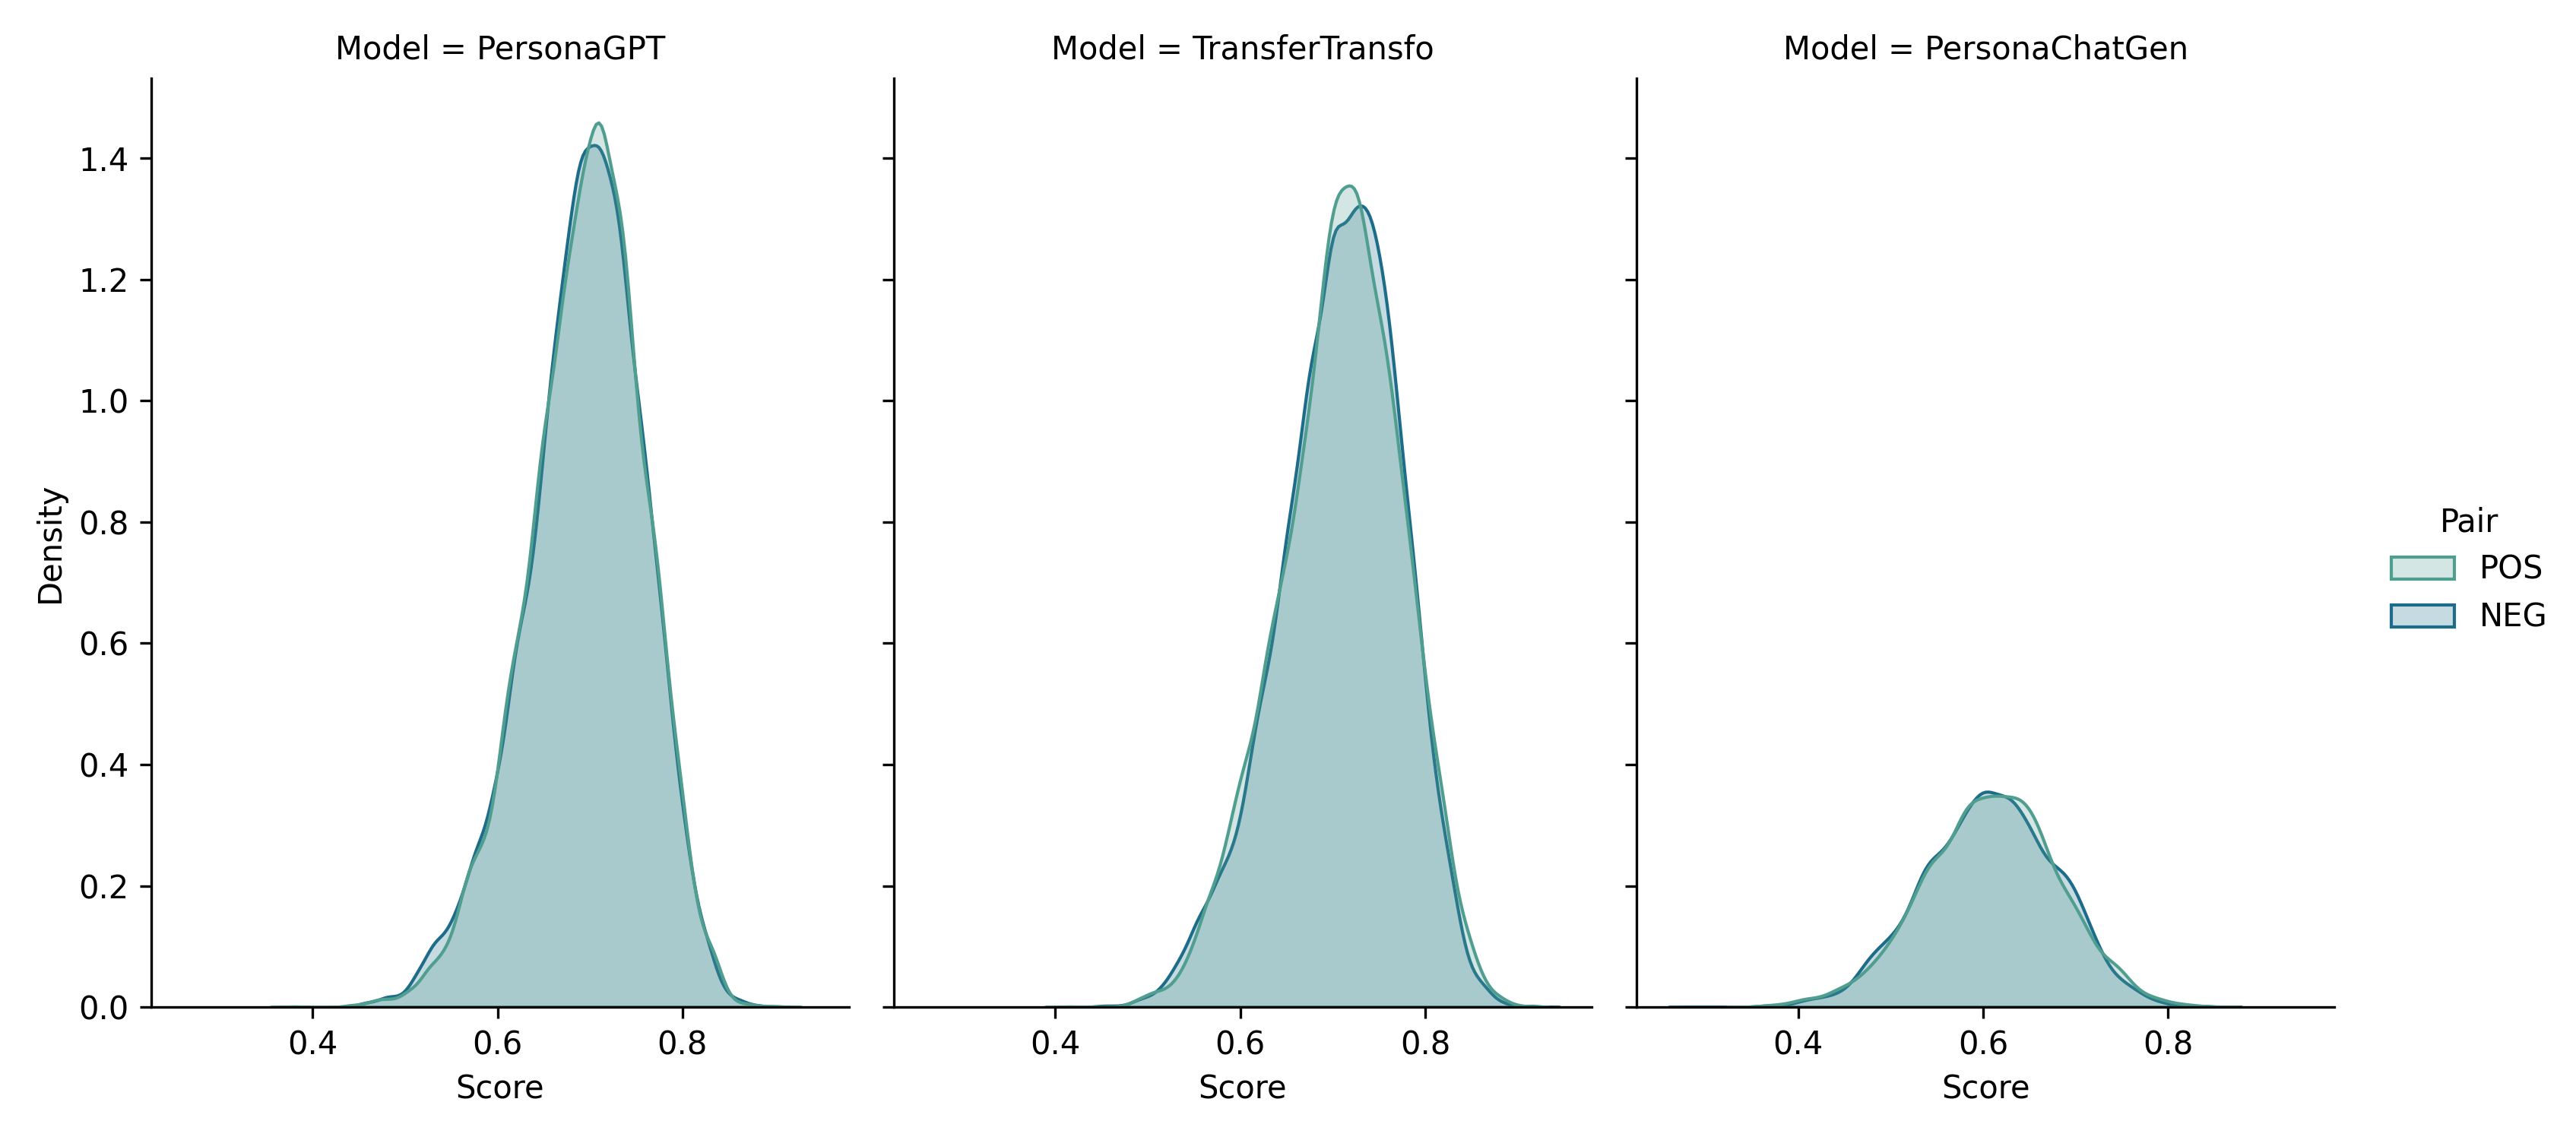 Model = PersonaGPT
Model = TransferTransfo
Model = PersonaChatGen
Density
1.4
1.2
1.0
0.8
0.6
0.4
0.2
0.0
0.4 0.6 0.8
0.4 0.6 0.8
0.4 0.6 0.8
Score
Score
Score
Pair
POS
NEG